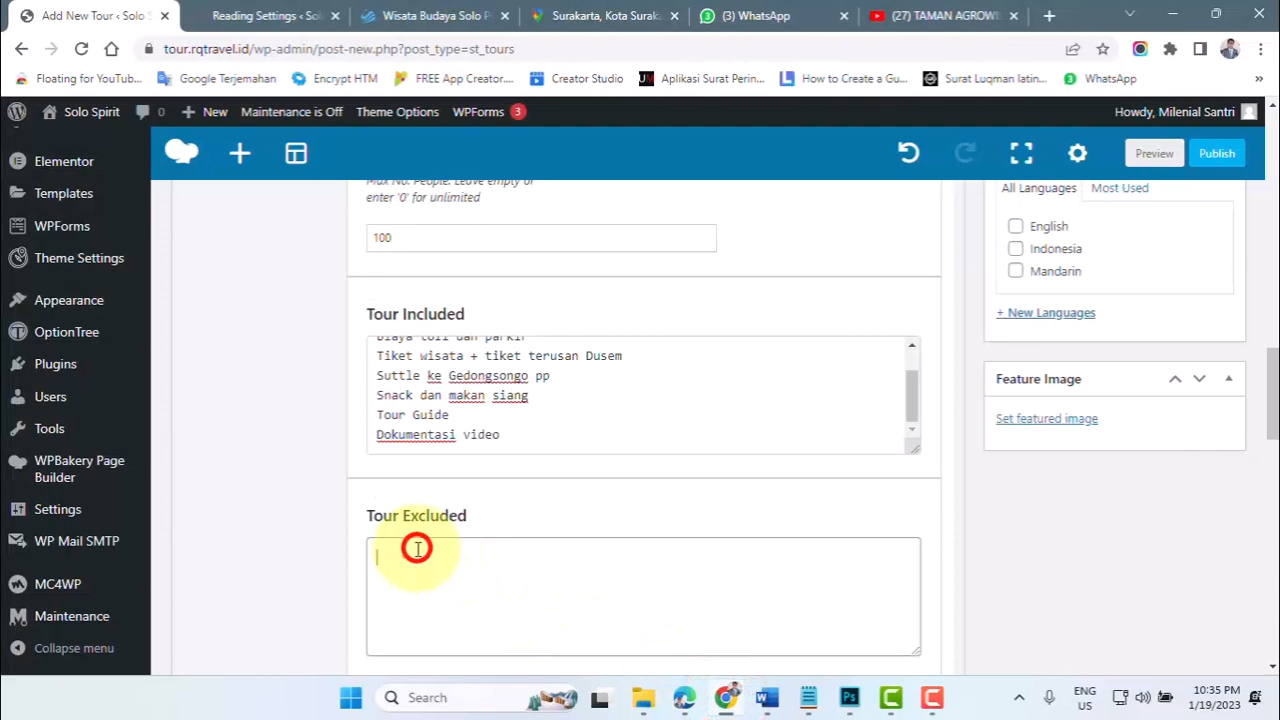 Add New Tour ‹ Solo S
Reading Settings ‹ Sol
Wisata Budaya Solo P
Surakarta, Kota Suraka
(3) WhatsApp
(27) TAMAN AGROW
tour.rqtravel.id/wp-admin/post-new.php?post_type=st_tours
Floating for YouTub...
Google Terjemahan
Encrypt HTM
FREE App Creator....
Creator Studio
Aplikasi Surat Perin...
How to Create a Gu...
Surat Luqman latin...
WhatsApp
Solo Spirit
0
New
Maintenance is Off
Theme Options
WPForms
3
Howdy, Milenial Santri
Preview
Publish
Elementor
Templates
WPForms
Theme Settings
Appearance
OptionTree
Plugins
Users
Tools
WPBakery Page
Builder
Settings
WP Mail SMTP
MC4WP
Maintenance
Collapse menu
Max No. People. Leave empty or
enter '0' for unlimited
100
Tour Included
Biaya toll dan parkir
Tiket wisata + tiket terusan Dusem
Suttle ke Gedongsongo pp
Snack dan makan siang
Tour Guide
Dokumentasi video
Tour Excluded
All Languages
Most Used
English
Indonesia
Mandarin
+ New Languages
Feature Image
Set featured image
Search
ENG
US
10:35 PM
1/19/2023